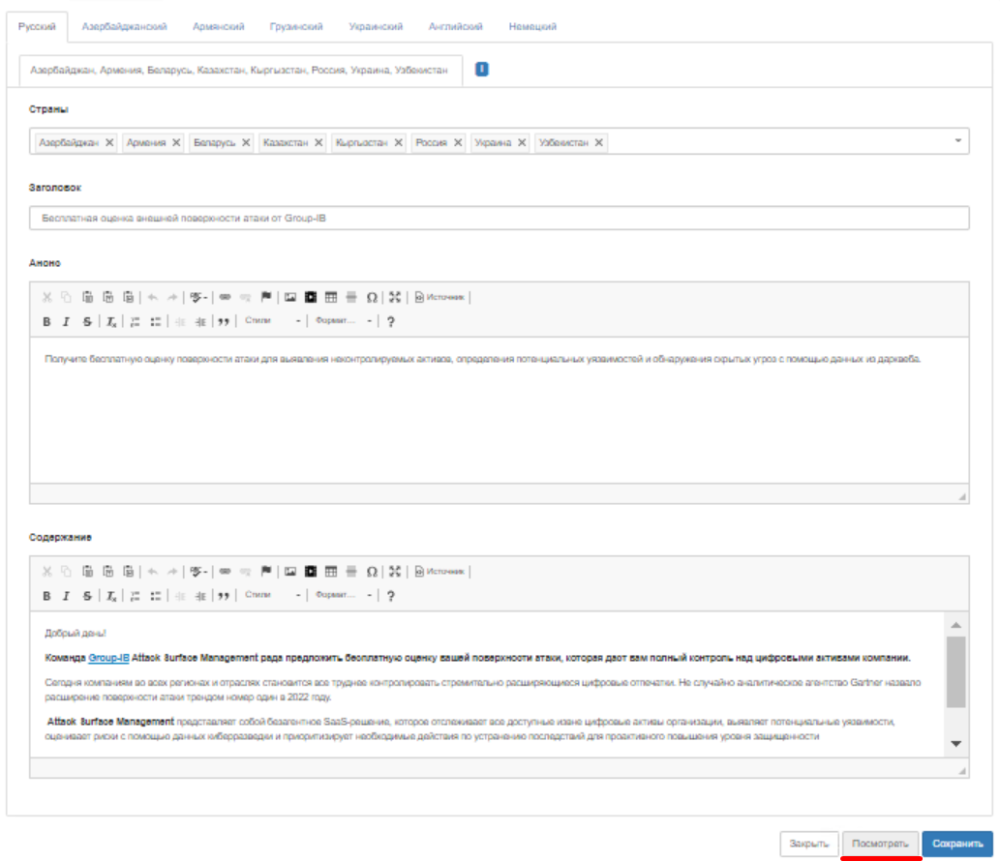 Русский Азербайджанский Армянский Грузинский Украинский Английский Немецкий
Азербайджан, Армения, Беларусь, Казахстан, Кыргызстан, Россия, Украина, Узбекистан
Страны
Азербайджан X Армения X Беларусь X Казахстан X Кыргызстан X Россия X Украина X Узбекистан X
Заголовок
Бесплатная оценка внешней поверхности атаки от Group-IB
Анонс
Источник
B I S Tx Стили Формат... ?
Получите бесплатную оценку поверхности атаки для выявления неконтролируемых активов, определения потенциальных уязвимостей и обнаружения скрытых угроз с помощью данных из дарквеба.
Содержание
Источник
B I S Tx Стили Формат... ?
Добрый день!
Команда Group-IB Attack Surface Management рада предложить бесплатную оценку вашей поверхности атаки, которая даст вам полный контроль над цифровыми активами компании.
Сегодня компаниям во всех регионах и отраслях становится все труднее контролировать стремительно расширяющиеся цифровые отпечатки. Не случайно аналитическое агентство Gartner назвало
расширение поверхности атаки трендом номер один в 2022 году.
Attack Surface Management представляет собой безагентное SaaS-решение, которое отслеживает все доступные извне цифровые активы организации, выявляет потенциальные уязвимости,
оценивает риски с помощью данных киберразведки и приоритизирует необходимые действия по устранению последствий для проактивного повышения уровня защищенности
Закрыть Посмотреть Сохранить